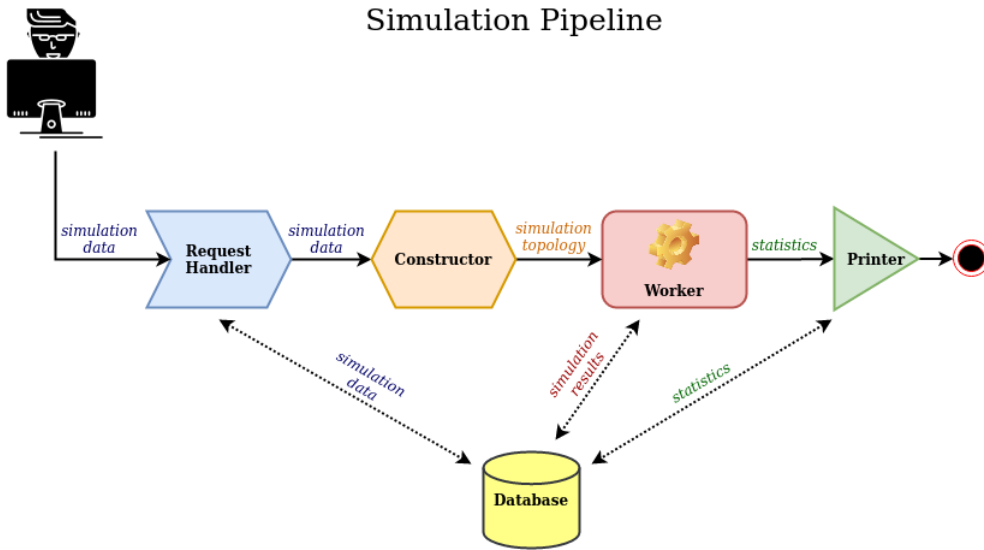 Simulation Pipeline
simulation
data
Request
Handler
simulation
data
Constructor
simulation
topology
Worker
statistics
Printer
simulation
data
simulation
results
statistics
Database